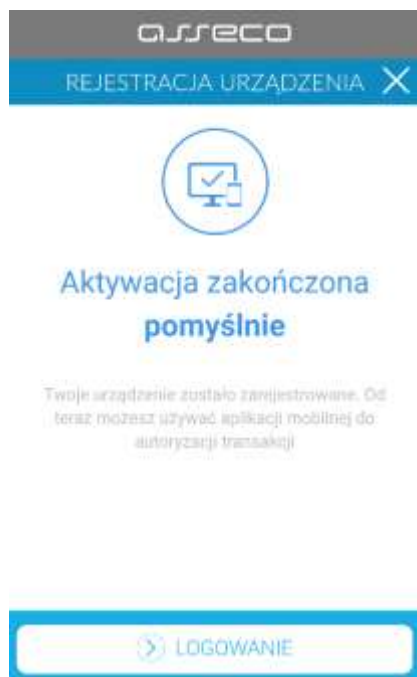 asseco
REJESTRACJA URZĄDZENIA
Aktywacja zakończona
pomyślnie
Twoje urządzenie zostało zarejestrowane. Od
teraz możesz używać aplikacji mobilnej do
autoryzacji transakcji
LOGOWANIE